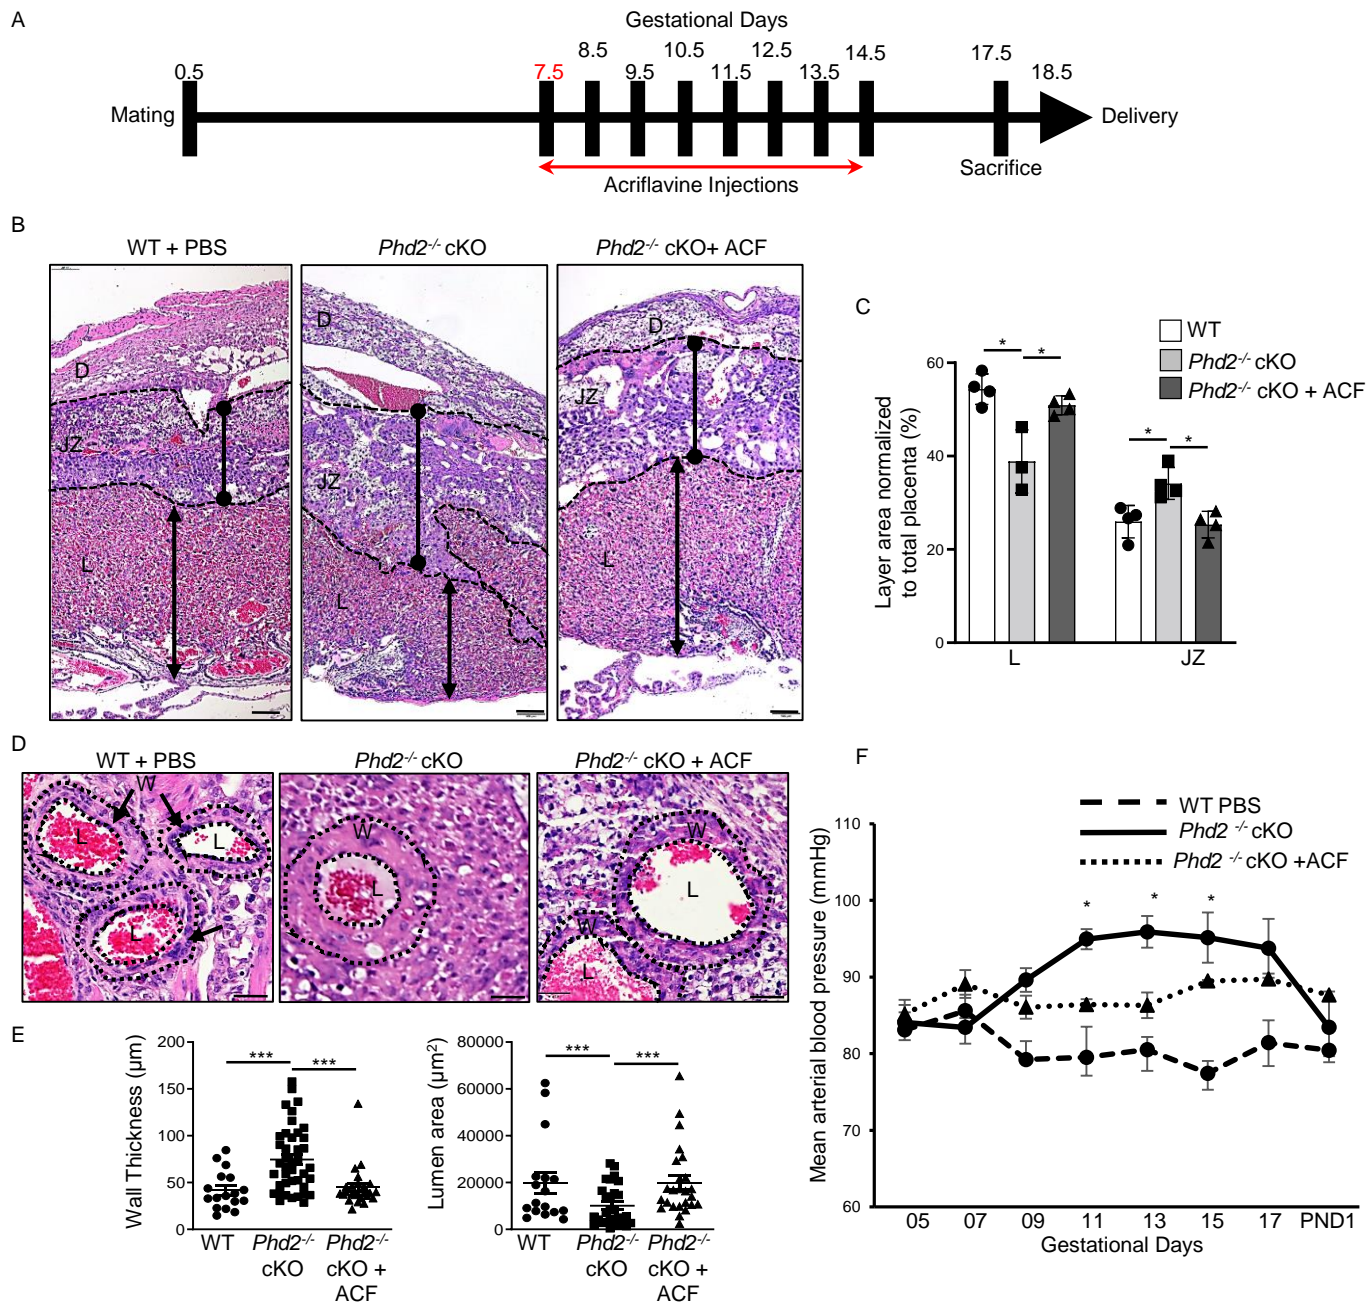 A
Gestational Days
8.5 10.5 12.5 14.5 17.5
0.5 7.5 9.5 11.5 13.5 18.5
Mating
Delivery
Acriflavine Injections
Sacrifice
B
WT + PBS
Phd2-/- cKO
Phd2-/- cKO+ ACF
D
JZ
L
D
JZ
L
D
JZ
L
C
WT
Phd2-/- cKO
Phd2-/- cKO + ACF
Layer area normalized
to total placenta (%)
60
40
20
0
* *
* *
L JZ
D
WT + PBS
Phd2-/- cKO
Phd2-/- cKO + ACF
W
L
L
L
W
L
W
L
W
L
E
Wall Thickness (µm)
200
150
100
50
0
*** ***
WT
Phd2-/-
cKO
Phd2-/-
cKO +
ACF
Lumen area (µm2)
80000
60000
40000
20000
0
*** ***
WT
Phd2-/-
cKO
Phd2-/-
cKO +
ACF
F
WT PBS
Phd2 -/- cKO
Phd2 -/- cKO +ACF
Mean arterial blood pressure (mmHg)
110
100
90
80
70
60
* * *
05 07 09 11 13 15 17 PND1
Gestational Days